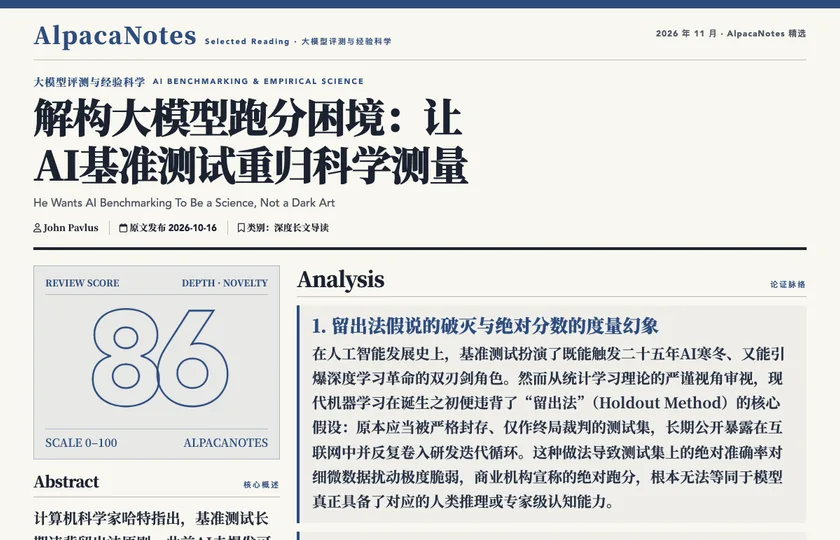 AlpacaNotes Selected Reading · 大模型评测与经验科学
2026 年 11 月 · AlpacaNotes 精选
大模型评测与经验科学 AI BENCHMARKING & EMPIRICAL SCIENCE
解构大模型跑分困境：让
AI基准测试重归科学测量
He Wants AI Benchmarking To Be a Science, Not a Dark Art
John Pavlus 原文发布 2026-10-16 类别：深度长文导读
REVIEW SCORE DEPTH · NOVELTY
86
SCALE 0–100 ALPACANOTES
Abstract 核心概述
计算机科学家哈特指出，基准测试长
Analysis 论证脉络
1. 留出法假说的破灭与绝对分数的度量幻象
在人工智能发展史上，基准测试扮演了既能触发二十五年AI寒冬、又能引
爆深度学习革命的双刃剑角色。然而从统计学习理论的严谨视角审视，现
代机器学习在诞生之初便违背了“留出法”（Holdout Method）的核心
假设：原本应当被严格封存、仅作终局裁判的测试集，长期公开暴露在互
联网中并反复卷入研发迭代循环。这种做法导致测试集上的绝对准确率对
细微数据扰动极度脆弱，商业机构宣称的绝对跑分，根本无法等同于模型
真正具备了对应的人类推理或专家级认知能力。